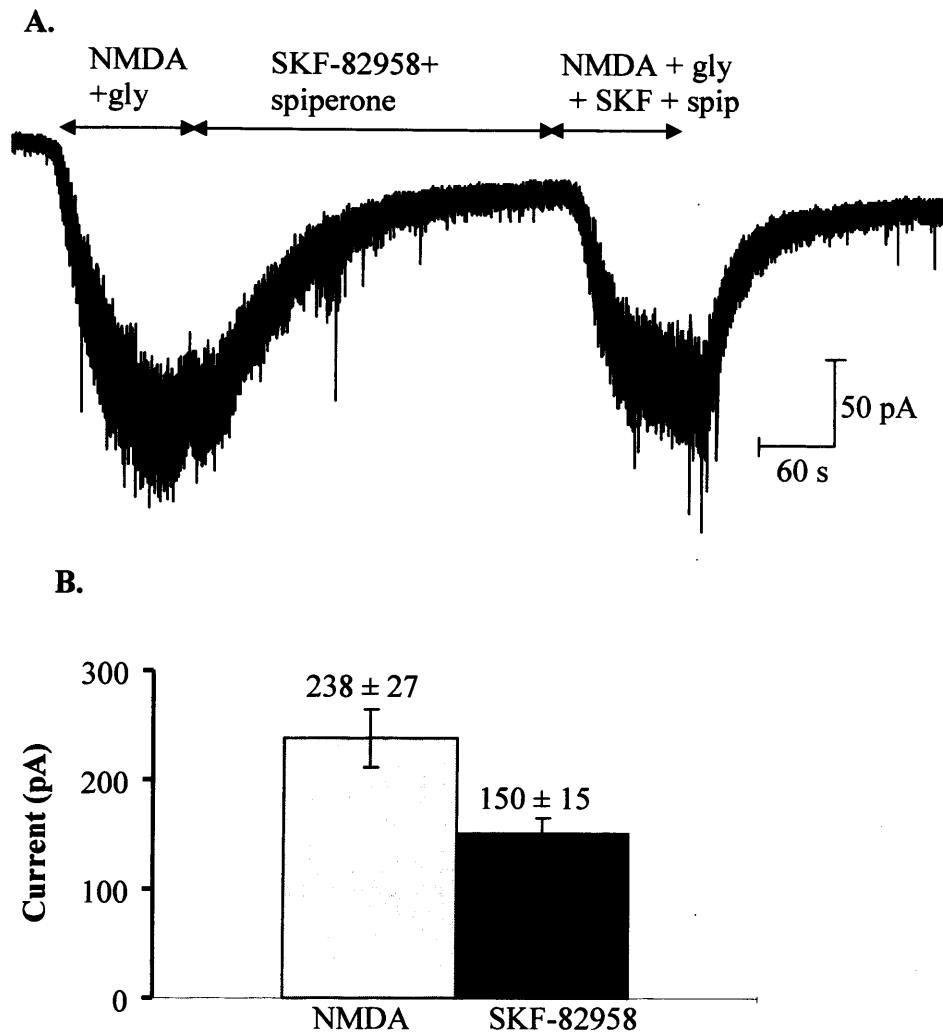 A.
NMDA
+gly
SKF-82958+
spiperone
NMDA + gly
+ SKF + spip
50 pA
60 s
B.
300
200
100
0
Current (pA)
238 ± 27
150 ± 15
NMDA
SKF-82958